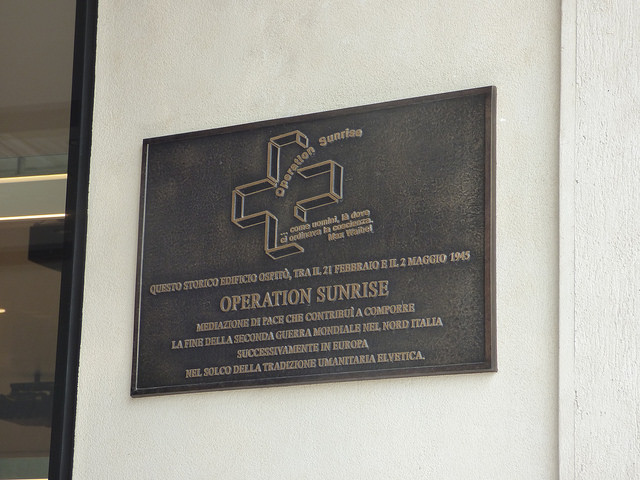 Operation Sunrise
... come uomini, là dove
ci ordinava la coscienza.
Max Waibel
QUESTO STORICO EDIFICIO OSPITÒ, TRA IL 21 FEBBRAIO E IL 2 MAGGIO 1945
OPERATION SUNRISE
MEDIAZIONE DI PACE CHE CONTRIBUÌ A COMPORRE
LA FINE DELLA SECONDA GUERRA MONDIALE NEL NORD ITALIA
SUCCESSIVAMENTE IN EUROPA
NEL SOLCO DELLA TRADIZIONE UMANITARIA ELVETICA.